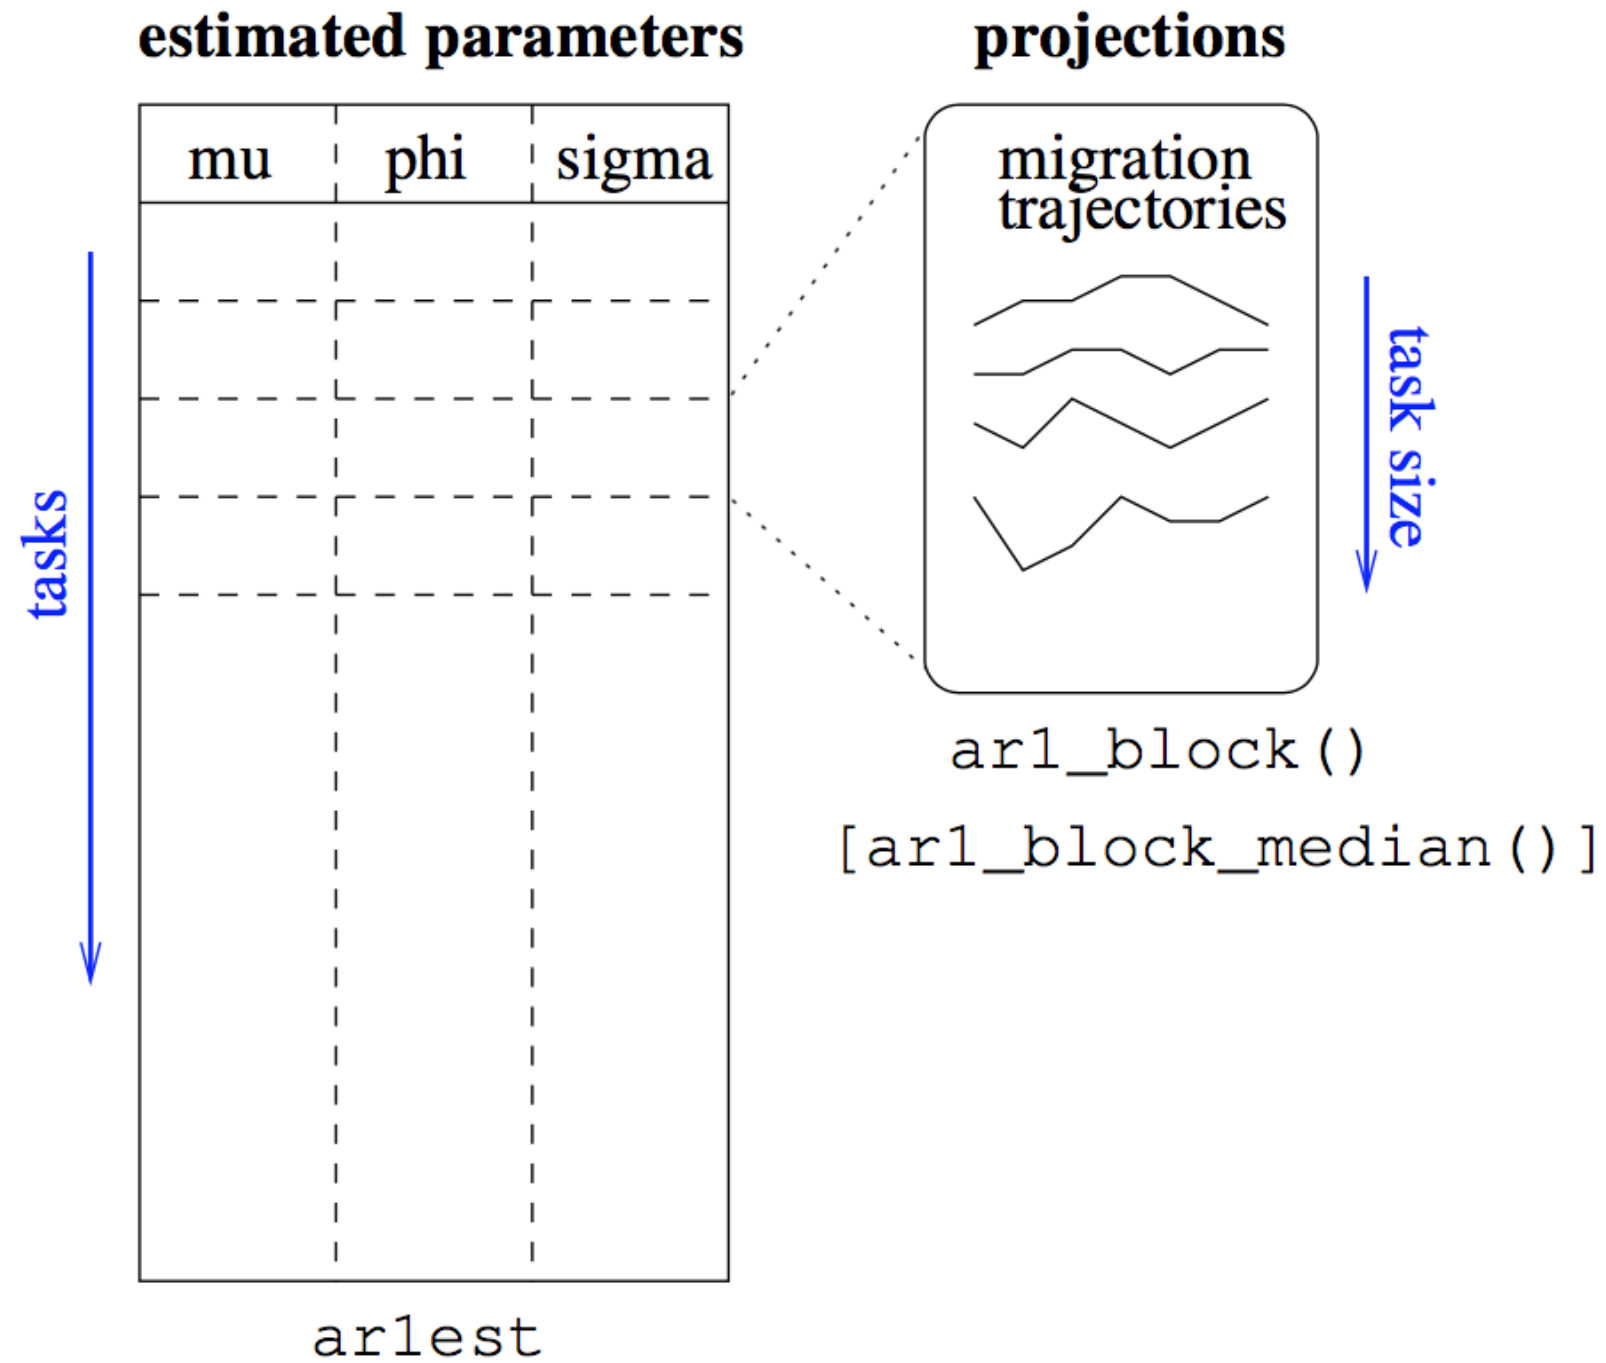 estimated parameters
mu phi sigma
tasks
ar1est
projections
migration
trajectories
task size
ar1_block()
[ar1_block_median()]